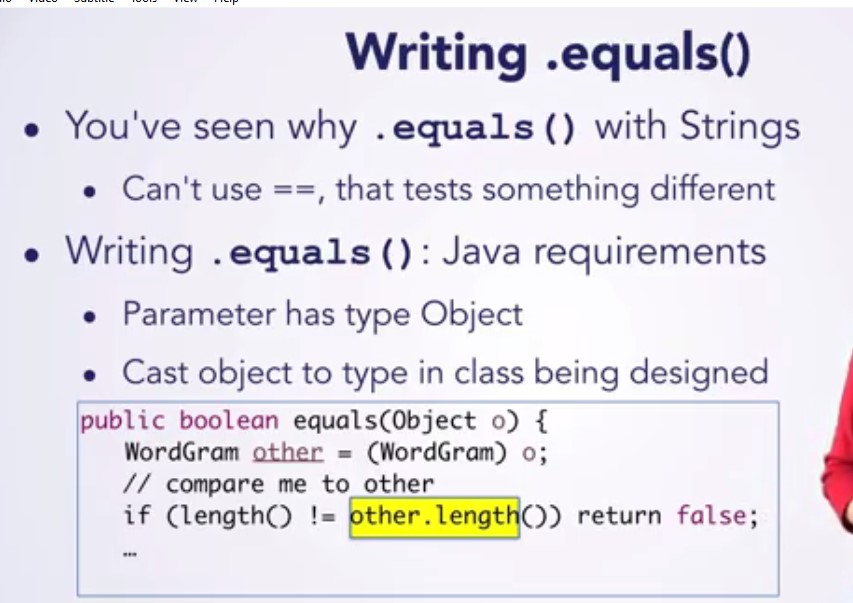 Video Subtitle Tools View Help
Writing .equals()
• You've seen why .equals() with Strings
• Can't use ==, that tests something different
• Writing .equals(): Java requirements
• Parameter has type Object
• Cast object to type in class being designed
public boolean equals(Object o) {
WordGram other = (WordGram) o;
// compare me to other
if (length() != other.length()) return false;
…